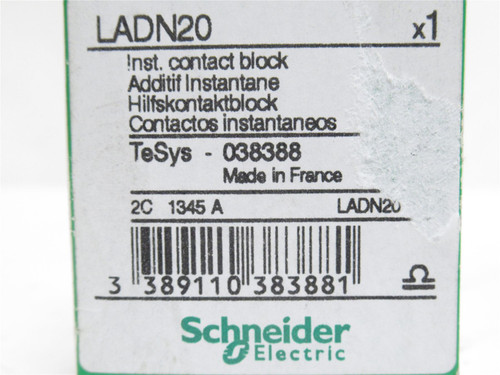 LADN20 x1
Inst. contact block
Additif Instantane
Hilfskontaktblock
Contactos instantaneos
TeSys - 038388
Made in France
2C 1345 A LADN20
3 389110 383881
Schneider
Electric